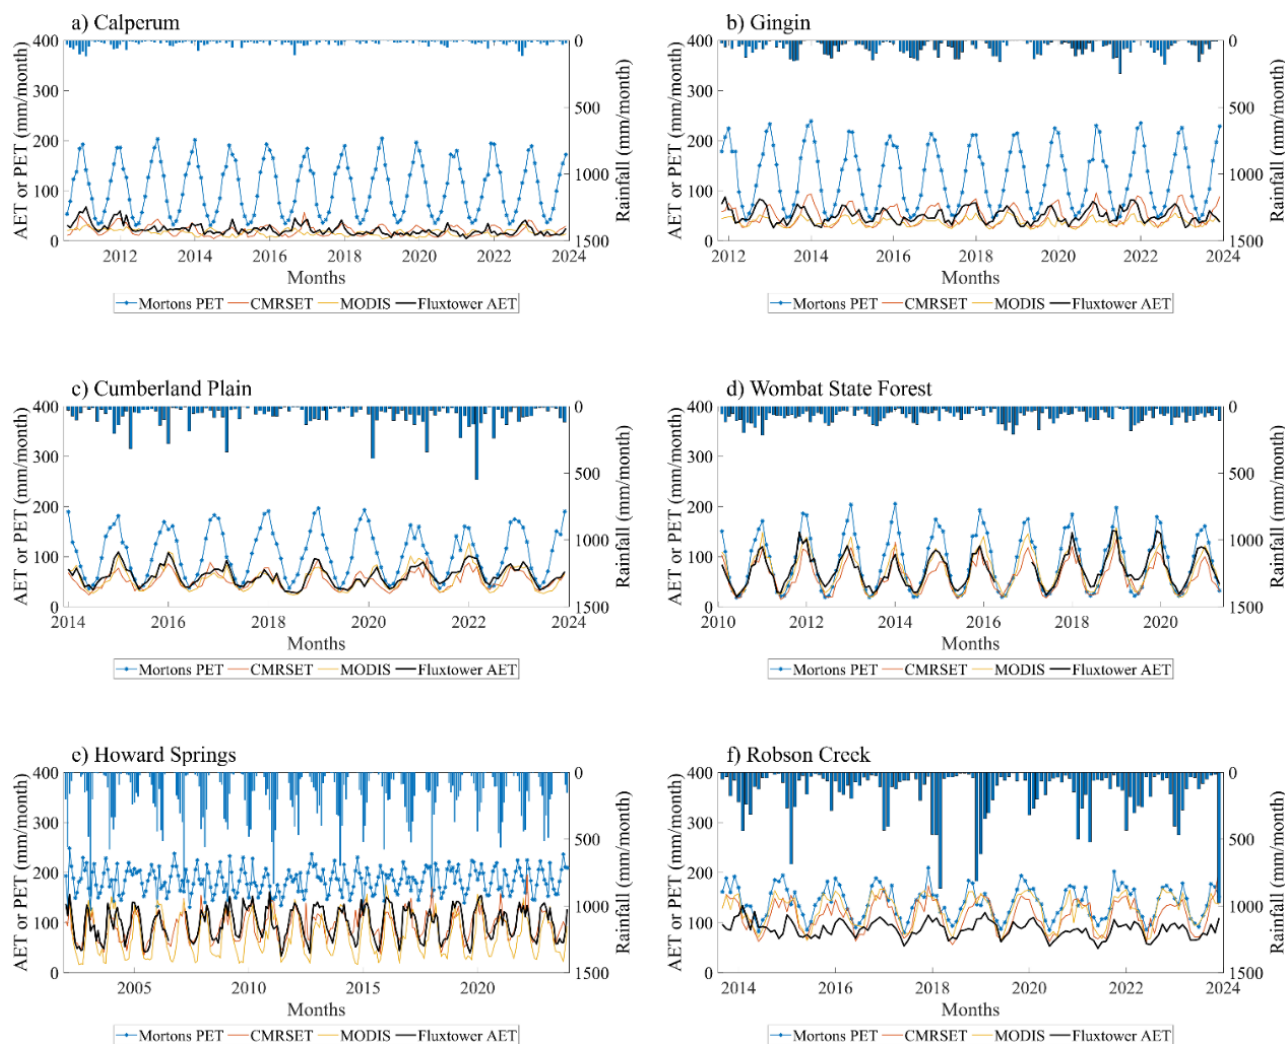 a) Calperum
AET or PET (mm/month)
400
300
200
100
0
0
500
1000
1500
Rainfall (mm/month)
2012 2014 2016 2018 2020 2022 2024
Months
Mortons PET CMRSET MODIS Fluxtower AET
b) Gingin
AET or PET (mm/month)
400
300
200
100
0
0
500
1000
1500
Rainfall (mm/month)
2012 2014 2016 2018 2020 2022 2024
Months
Mortons PET CMRSET MODIS Fluxtower AET
c) Cumberland Plain
AET or PET (mm/month)
400
300
200
100
0
0
500
1000
1500
Rainfall (mm/month)
2014 2016 2018 2020 2022 2024
Months
Mortons PET CMRSET MODIS Fluxtower AET
d) Wombat State Forest
AET or PET (mm/month)
400
300
200
100
0
0
500
1000
1500
Rainfall (mm/month)
2010 2012 2014 2016 2018 2020
Months
Mortons PET CMRSET MODIS Fluxtower AET
e) Howard Springs
AET or PET (mm/month)
400
300
200
100
0
0
500
1000
1500
Rainfall (mm/month)
2005 2010 2015 2020
Months
Mortons PET CMRSET MODIS Fluxtower AET
f) Robson Creek
AET or PET (mm/month)
400
300
200
100
0
0
500
1000
1500
Rainfall (mm/month)
2014 2016 2018 2020 2022 2024
Months
Mortons PET CMRSET MODIS Fluxtower AET